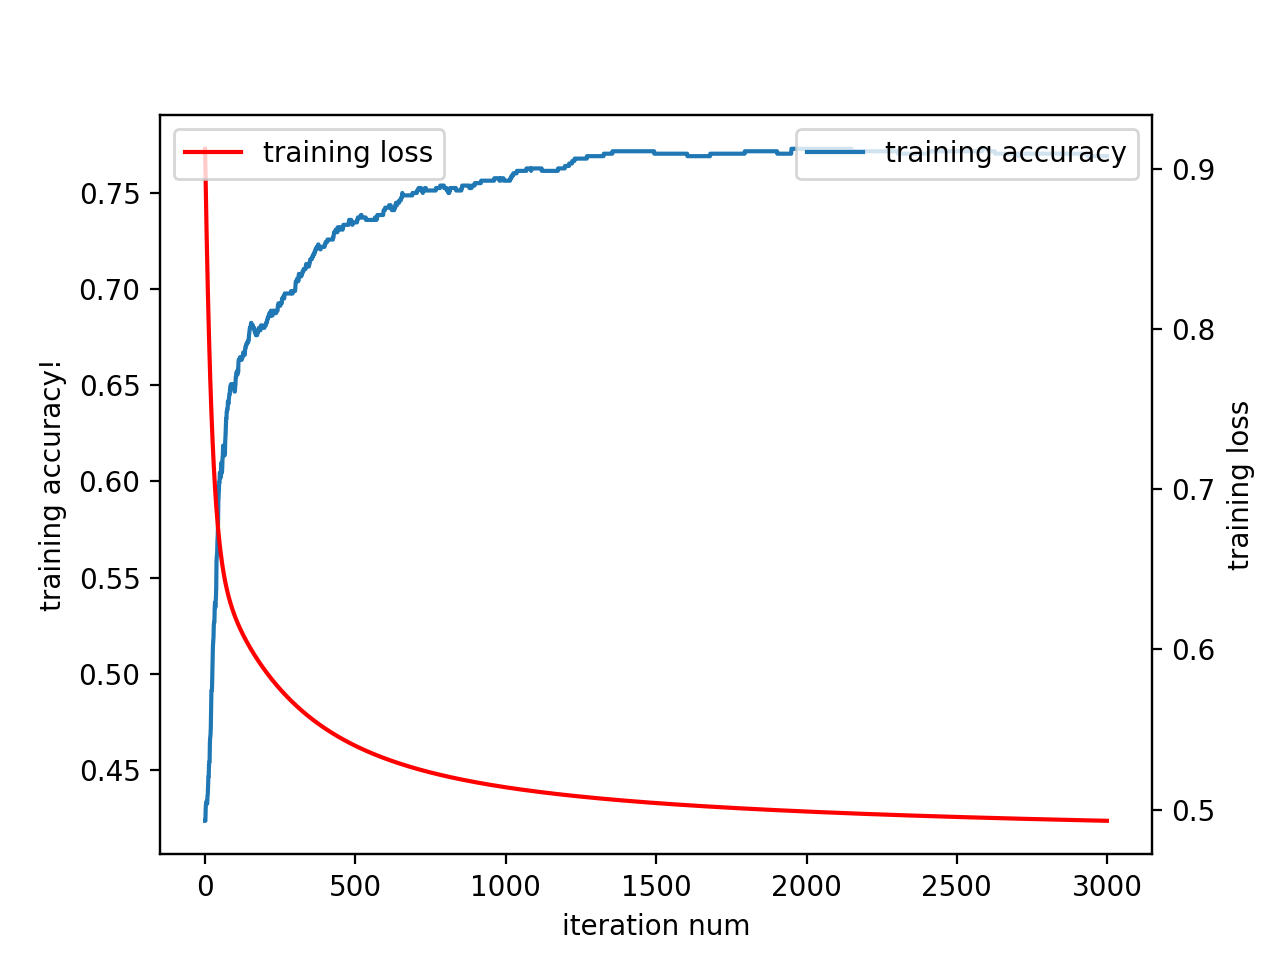 training loss
training accuracy
0.75
0.70
0.65
0.60
0.55
0.50
0.45
training accuracy!
0.9
0.8
0.7
0.6
0.5
training loss
0 500 1000 1500 2000 2500 3000
iteration num